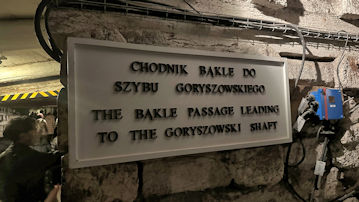 CHODNIK BĄKLE DO
SZYBU GORYSZOWSKIEGO
THE BĄKLE PASSAGE LEADING
TO THE GORYSZOWSKI SHAFT